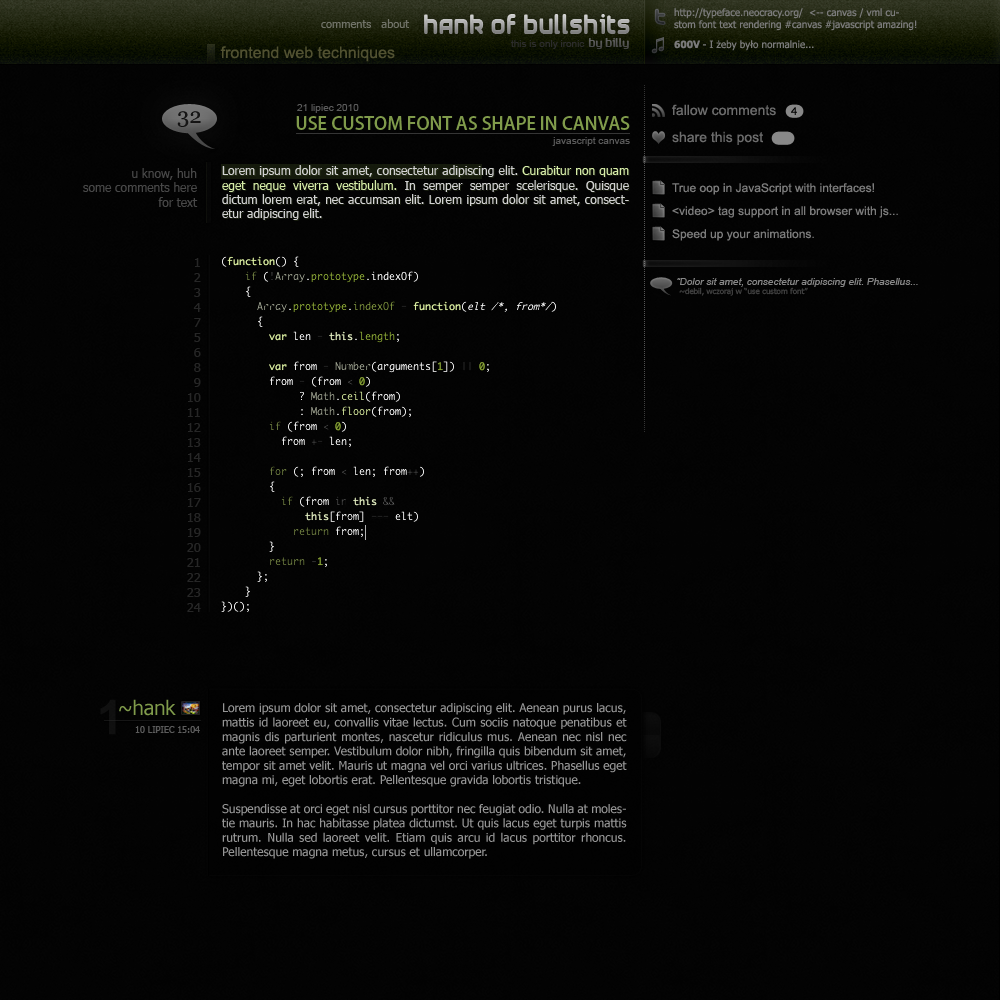 comments about
hank of bullshits
this is only ironic by billy
frontend web techniques
http://typeface.neocracy.org/ <-- canvas / vml cu-
stom font text rendering #canvas #javascript amazing!
600V - I żeby było normalnie...
32
21 lipiec 2010
USE CUSTOM FONT AS SHAPE IN CANVAS
javascript canvas
fallow comments 4
share this post
u know, huh
some comments here
for text
Lorem ipsum dolor sit amet, consectetur adipiscing elit. Curabitur non quam
eget neque viverra vestibulum. In semper semper scelerisque. Quisque
dictum lorem erat, nec accumsan elit. Lorem ipsum dolor sit amet, consect-
etur adipiscing elit.
True oop in JavaScript with interfaces!
<video> tag support in all browser with js...
Speed up your animations.
"Dolor sit amet, consectetur adipiscing elit. Phasellus...
~debil, wczoraj w "use custom font"
1 (function() {
2 if (!Array.prototype.indexOf)
3 {
4 Array.prototype.indexOf = function(elt /*, from*/)
7 {
5 var len = this.length;
6
8 var from = Number(arguments[1]) || 0;
9 from = (from < 0)
10 ? Math.ceil(from)
11 : Math.floor(from);
12 if (from < 0)
13 from += len;
14
15 for (; from < len; from++)
16 {
17 if (from in this &&
18 this[from] === elt)
19 return from;
20 }
21 return -1;
22 };
23 }
24 })();
1 ~hank
10 LIPIEC 15:04
Lorem ipsum dolor sit amet, consectetur adipiscing elit. Aenean purus lacus,
mattis id laoreet eu, convallis vitae lectus. Cum sociis natoque penatibus et
magnis dis parturient montes, nascetur ridiculus mus. Aenean nec nisl nec
ante laoreet semper. Vestibulum dolor nibh, fringilla quis bibendum sit amet,
tempor sit amet velit. Mauris ut magna vel orci varius ultrices. Phasellus eget
magna mi, eget lobortis erat. Pellentesque gravida lobortis tristique.
Suspendisse at orci eget nisl cursus porttitor nec feugiat odio. Nulla at moles-
tie mauris. In hac habitasse platea dictumst. Ut quis lacus eget turpis mattis
rutrum. Nulla sed laoreet velit. Etiam quis arcu id lacus porttitor rhoncus.
Pellentesque magna metus, cursus et ullamcorper.